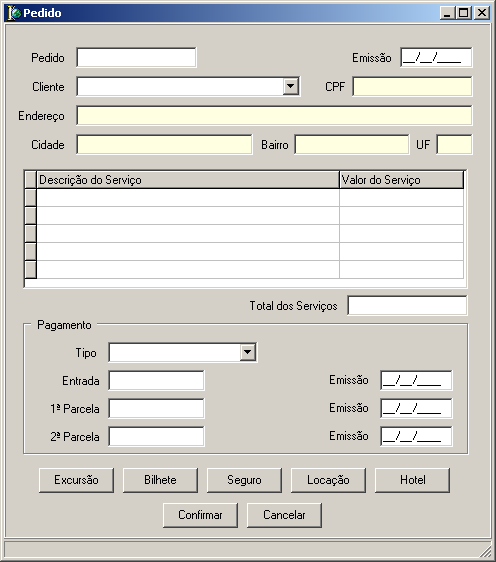 Pedido
Pedido Emissão __/__/____
Cliente CPF
Endereço
Cidade Bairro UF
Descrição do Serviço Valor do Serviço
Total dos Serviços
Pagamento
Tipo
Entrada Emissão __/__/____
1ª Parcela Emissão __/__/____
2ª Parcela Emissão __/__/____
Excursão Bilhete Seguro Locação Hotel
Confirmar Cancelar